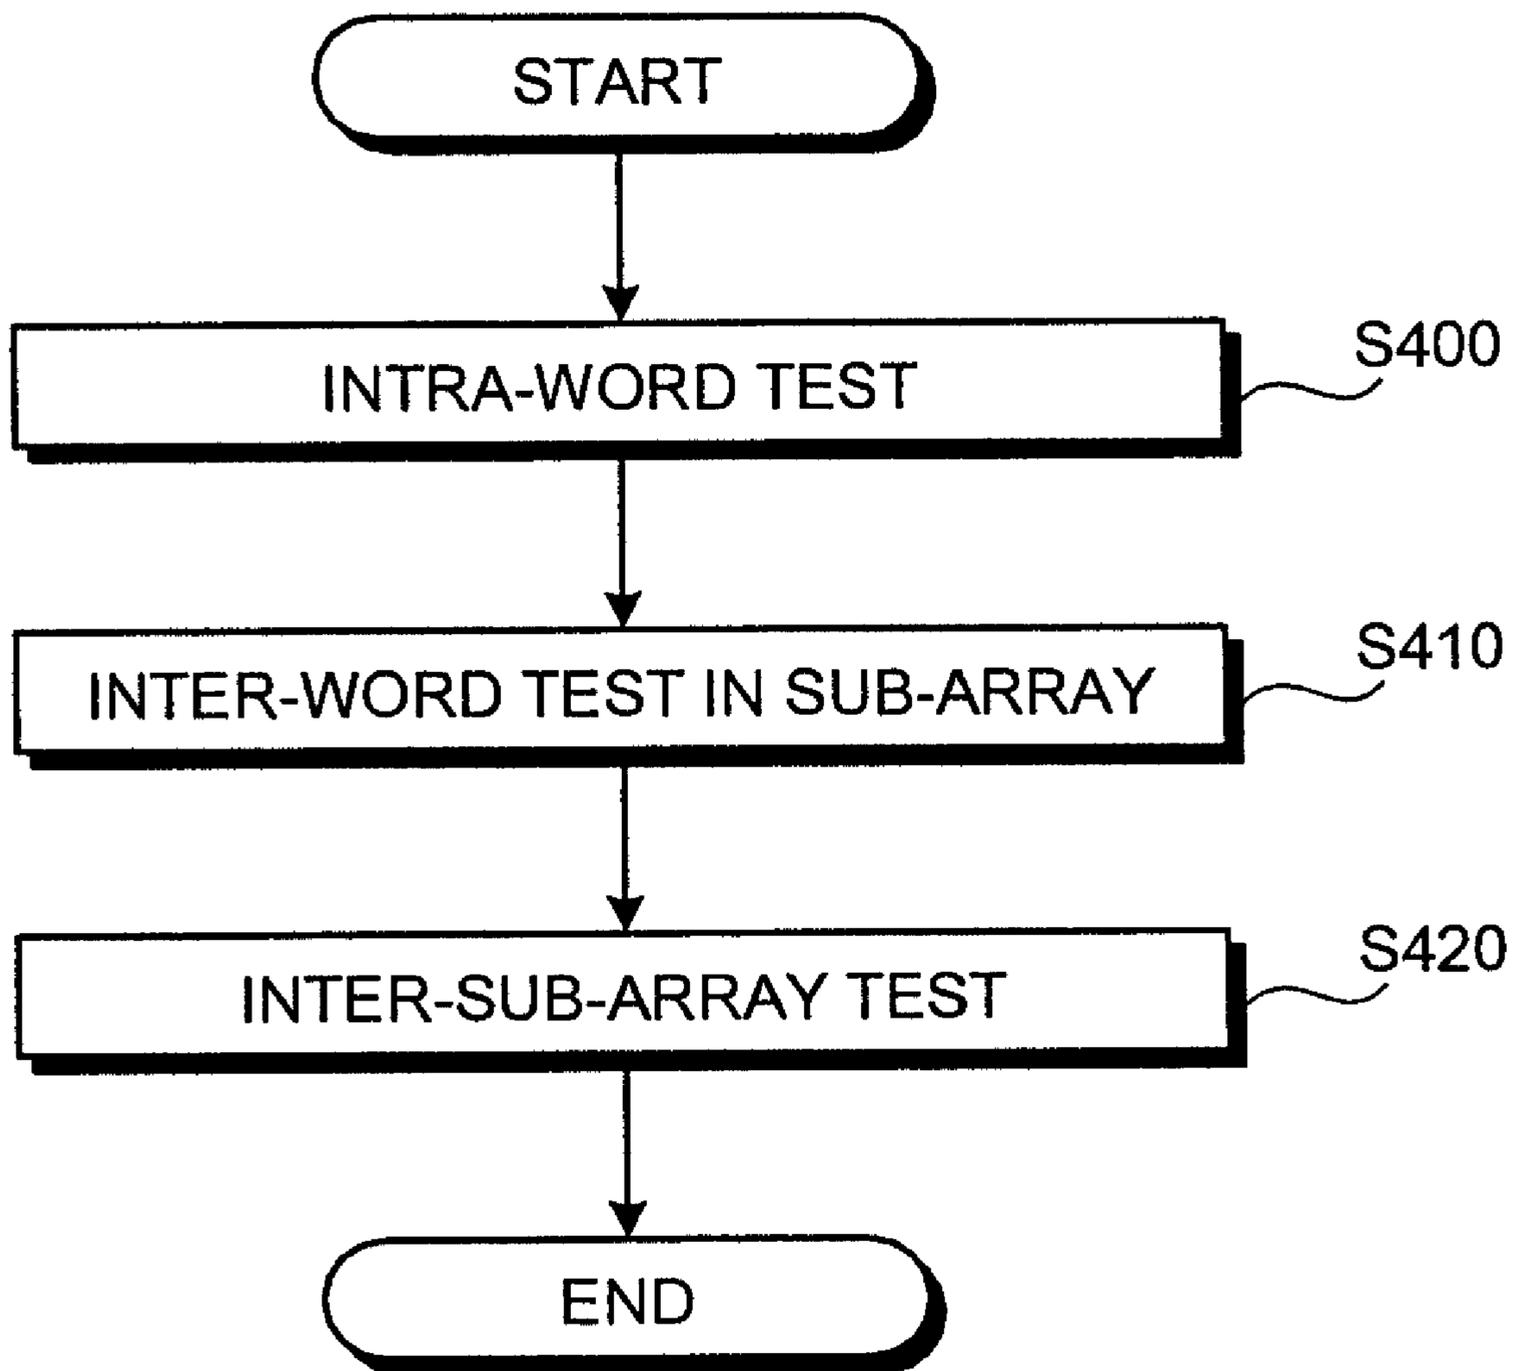 START
INTRA-WORD TEST
S400
INTER-WORD TEST IN SUB-ARRAY
S410
INTER-SUB-ARRAY TEST
S420
END